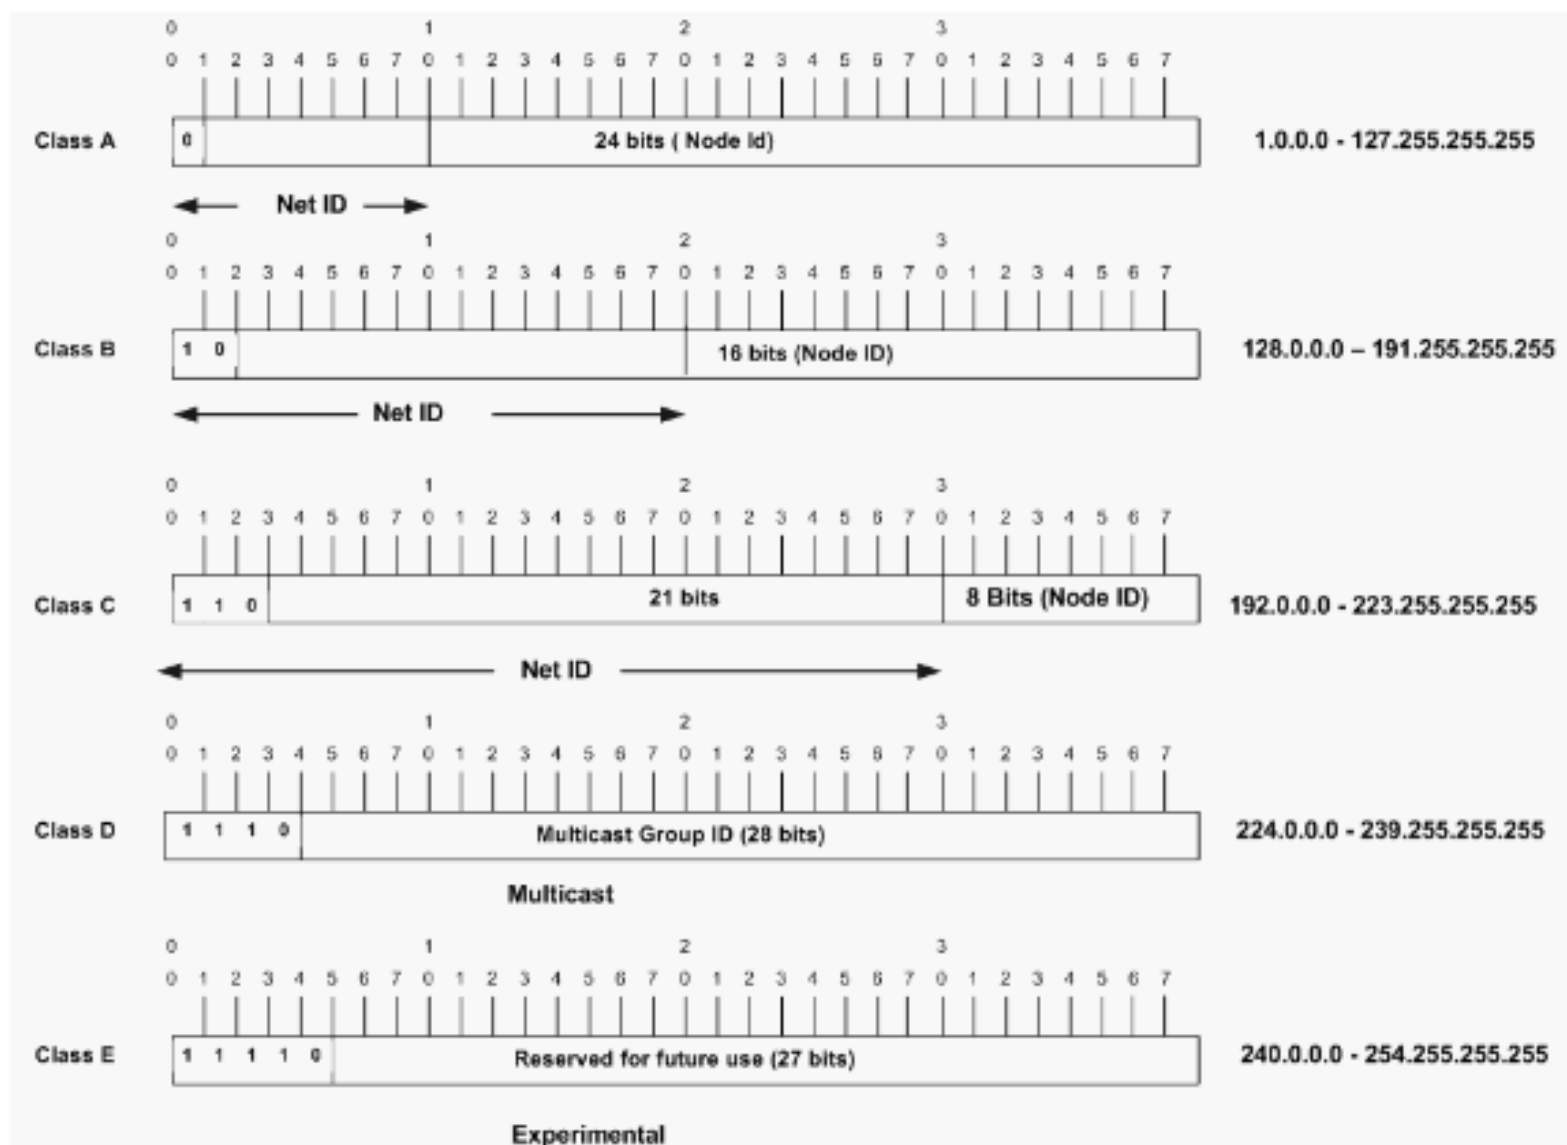 0 1 2 3
0 1 2 3 4 5 6 7 0 1 2 3 4 5 6 7 0 1 2 3 4 5 6 7 0 1 2 3 4 5 6 7
Class A 0 24 bits ( Node Id) 1.0.0.0 - 127.255.255.255
Net ID
0 1 2 3
0 1 2 3 4 5 6 7 0 1 2 3 4 5 6 7 0 1 2 3 4 5 6 7 0 1 2 3 4 5 6 7
Class B 1 0 16 bits (Node ID) 128.0.0.0 – 191.255.255.255
Net ID
0 1 2 3
0 1 2 3 4 5 6 7 0 1 2 3 4 5 6 7 0 1 2 3 4 5 6 7 0 1 2 3 4 5 6 7
Class C 1 1 0 21 bits 8 Bits (Node ID) 192.0.0.0 - 223.255.255.255
Net ID
0 1 2 3
0 1 2 3 4 5 6 7 0 1 2 3 4 5 6 7 0 1 2 3 4 5 6 7 0 1 2 3 4 5 6 7
Class D 1 1 1 0 Multicast Group ID (28 bits) 224.0.0.0 - 239.255.255.255
Multicast
0 1 2 3
0 1 2 3 4 5 6 7 0 1 2 3 4 5 6 7 0 1 2 3 4 5 6 7 0 1 2 3 4 5 6 7
Class E 1 1 1 1 0 Reserved for future use (27 bits) 240.0.0.0 - 254.255.255.255
Experimental